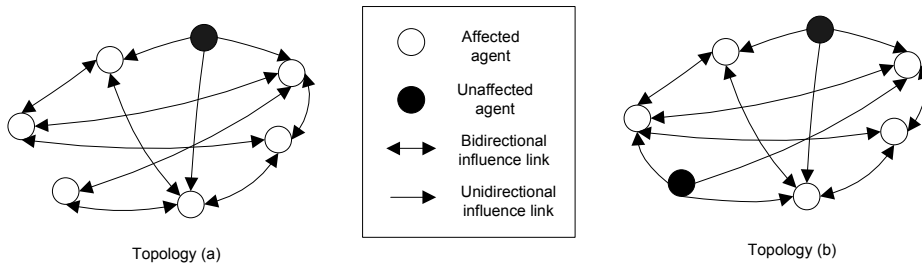 Affected
agent
Unaffected
agent
Bidirectional
influence link
Unidirectional
influence link
Topology (a)
Topology (b)